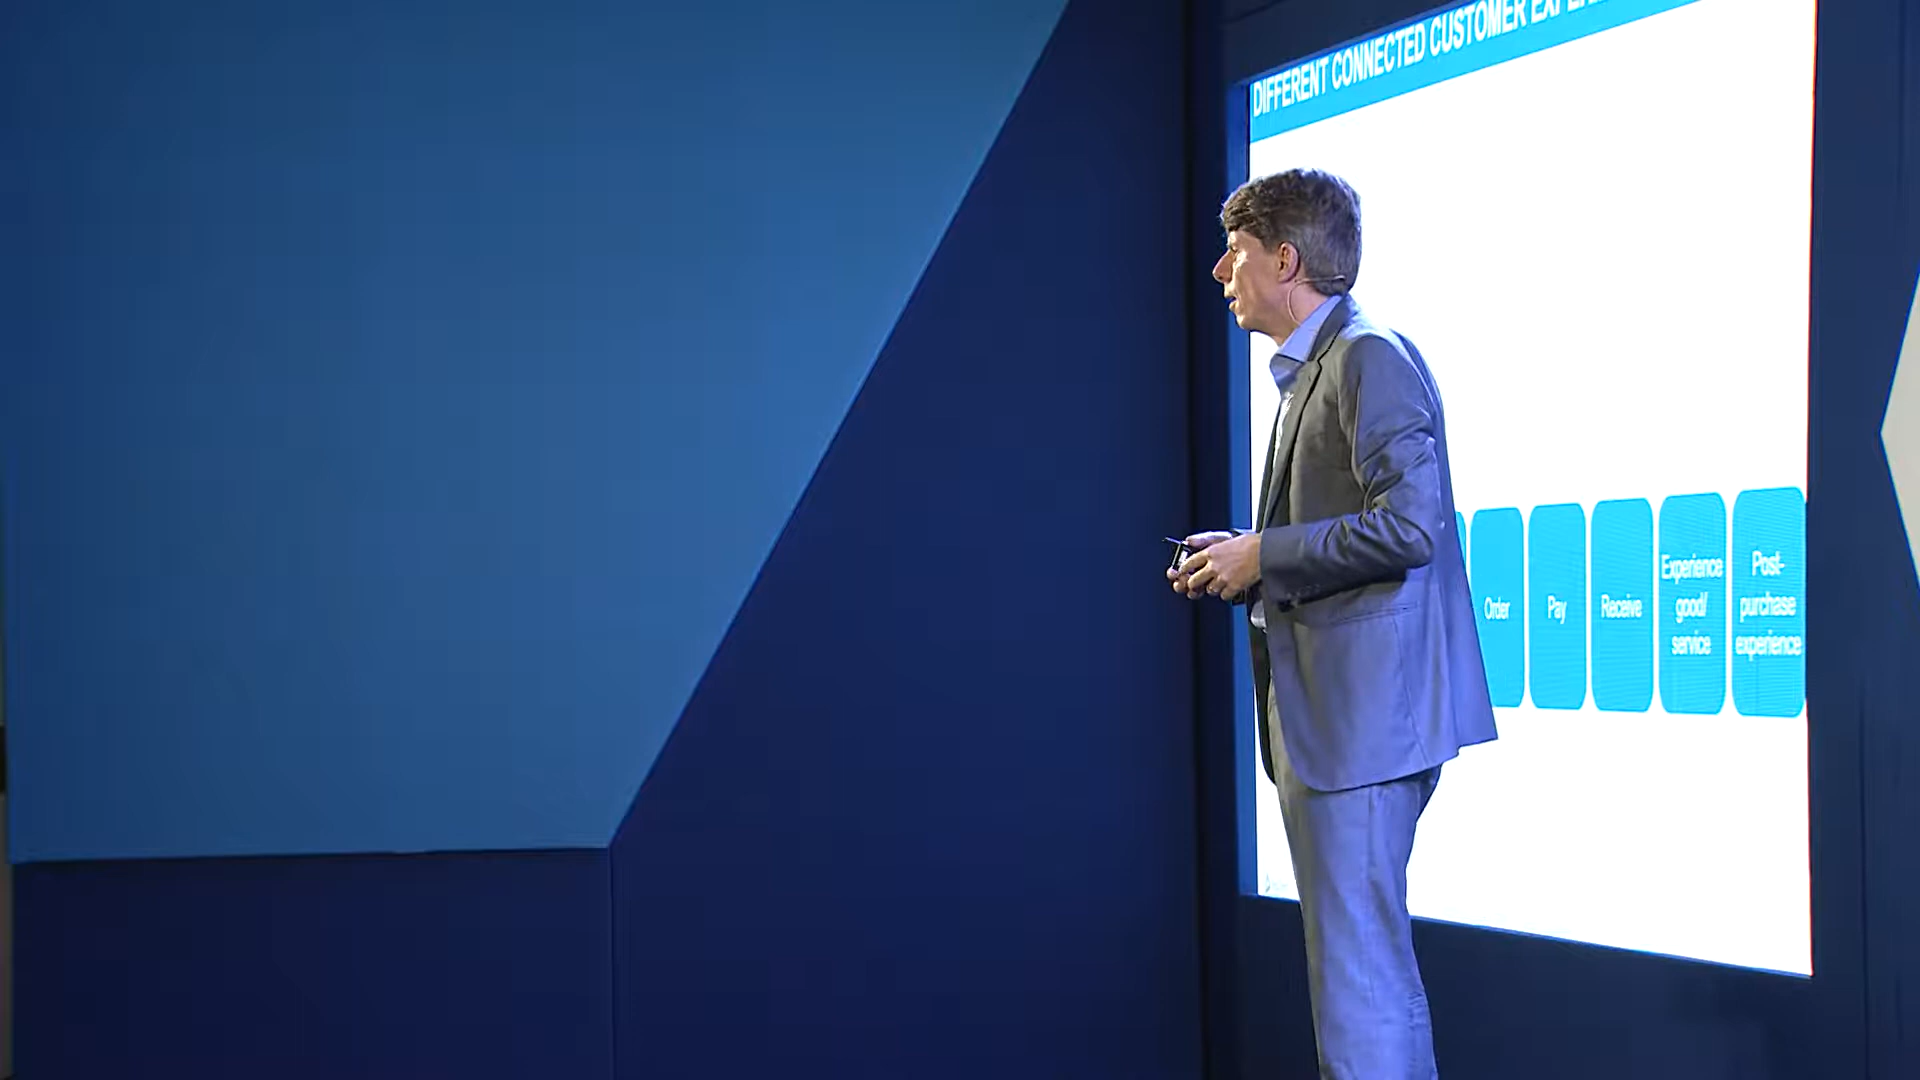 DIFFERENT CONNECTED CUSTOMER
Order
Pay
Receive
Experience
good/
service
Post-
purchase
experience